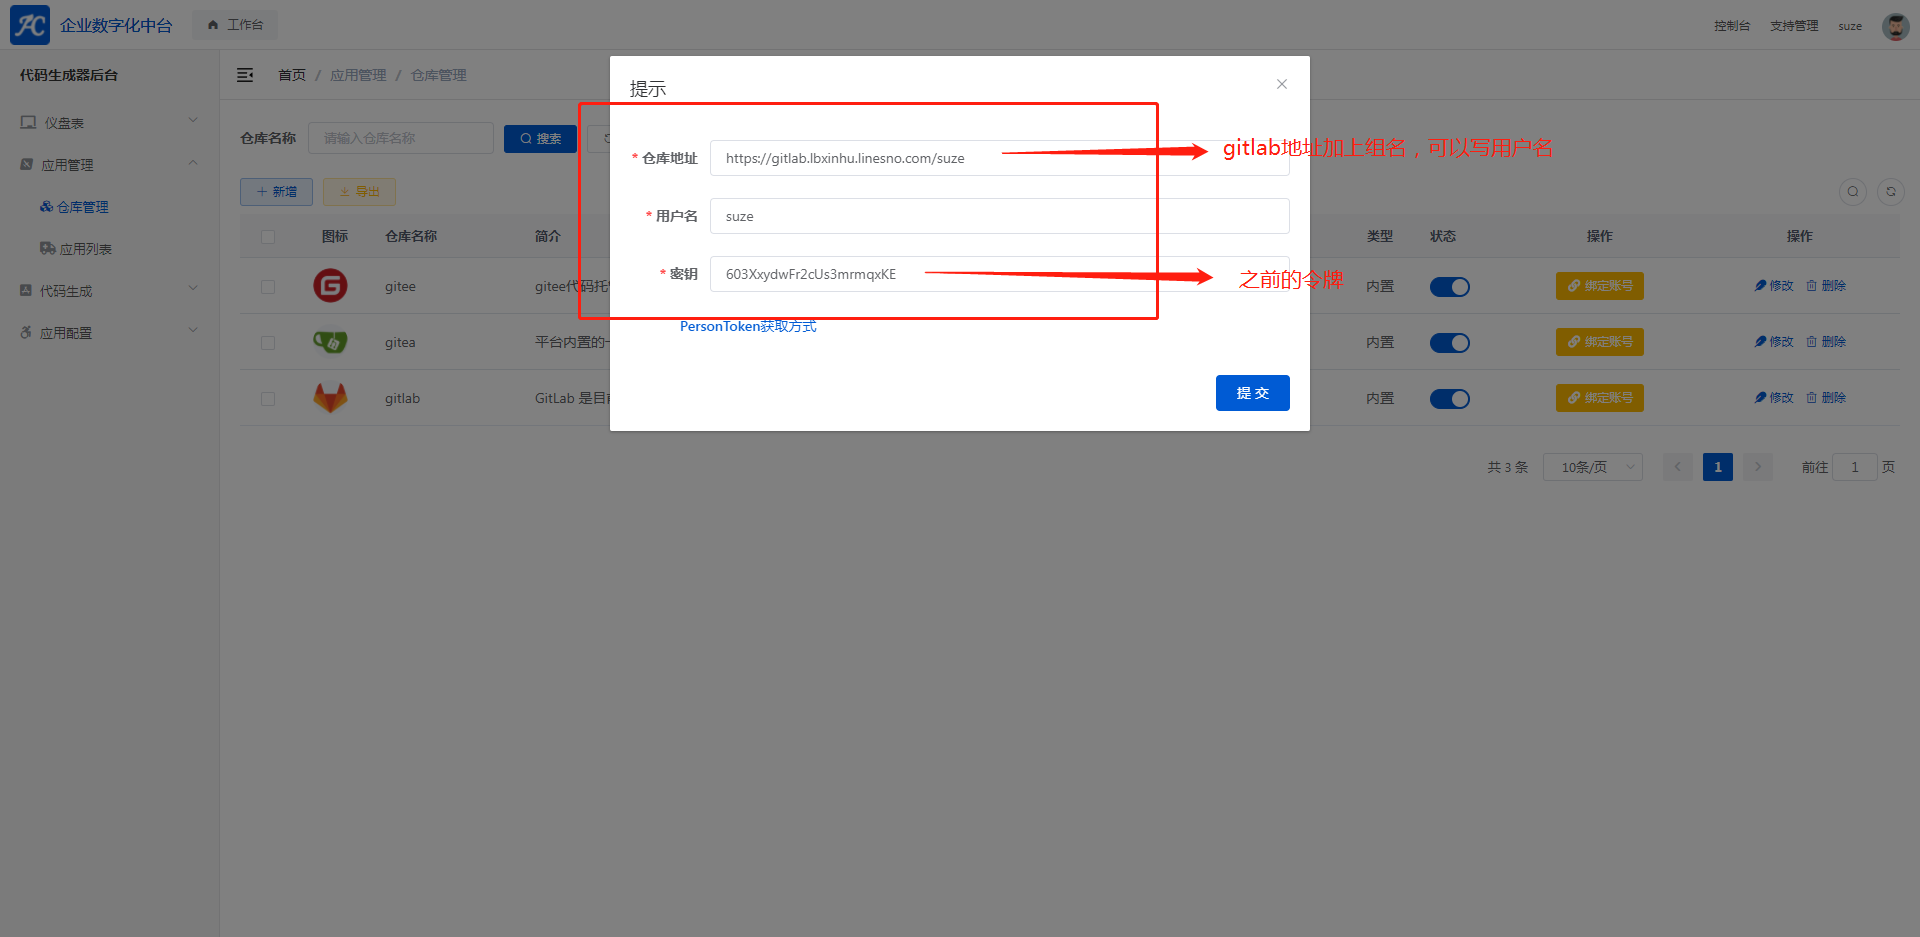 企业数字化中台
工作台
控制台
支持管理
suze
代码生成器后台
首页 / 应用管理 / 仓库管理
仪盘表
应用管理
仓库管理
应用列表
代码生成
应用配置
仓库名称
请输入仓库名称
搜索
新增
导出
图标
仓库名称
简介
类型
状态
操作
操作
gitee
gitee代码托
内置
绑定账号
修改
删除
gitea
平台内置的一
内置
绑定账号
修改
删除
gitlab
GitLab 是目前
内置
绑定账号
修改
删除
共 3 条
10条/页
1
前往
1
页
提示
* 仓库地址
https://gitlab.lbxinhu.linesno.com/suze
gitlab地址加上组名，可以写用户名
* 用户名
suze
* 密钥
603XxydwFr2cUs3mrmqxKE
之前的令牌
PersonToken获取方式
提 交